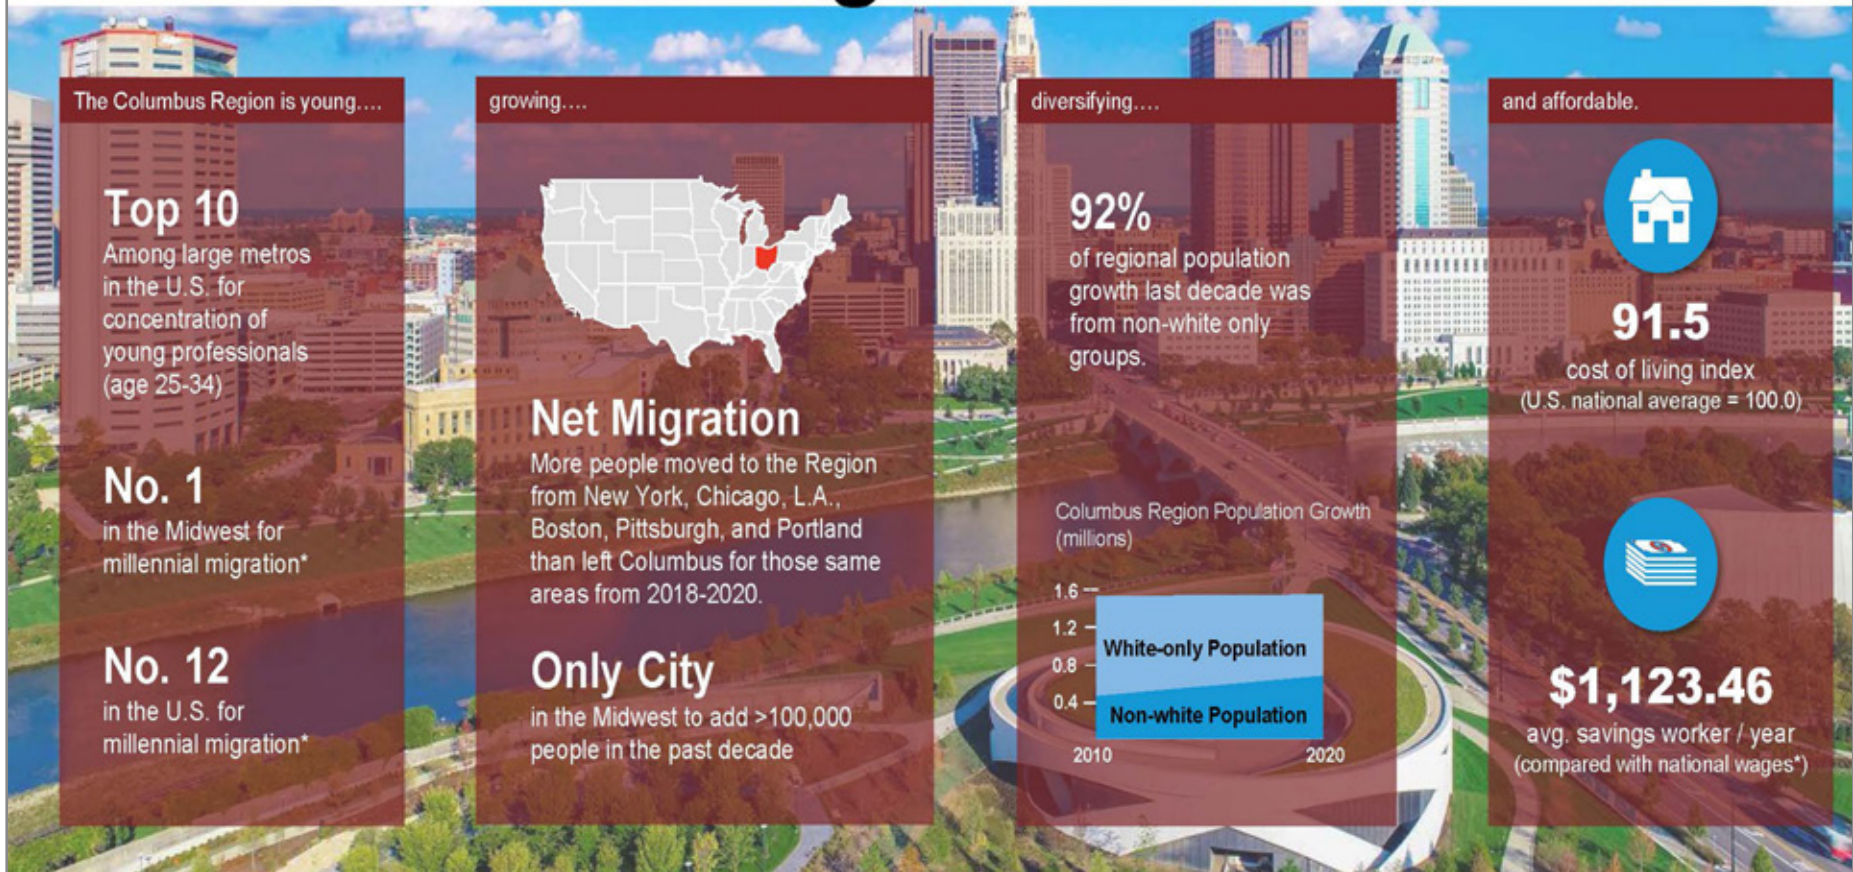 The Columbus Region is young....
Top 10
Among large metros
in the U.S. for
concentration of
young professionals
(age 25-34)
No. 1
in the Midwest for
millennial migration*
No. 12
in the U.S. for
millennial migration*
growing....
Net Migration
More people moved to the Region
from New York, Chicago, L.A.,
Boston, Pittsburgh, and Portland
than left Columbus for those same
areas from 2018-2020.
Only City
in the Midwest to add >100,000
people in the past decade
diversifying....
92%
of regional population
growth last decade was
from non-white only
groups.
Columbus Region Population Growth
(millions)
1.6
1.2
0.8
0.4
White-only Population
Non-white Population
2010
2020
and affordable.
91.5
cost of living index
(U.S. national average = 100.0)
$1,123.46
avg. savings worker / year
(compared with national wages*)